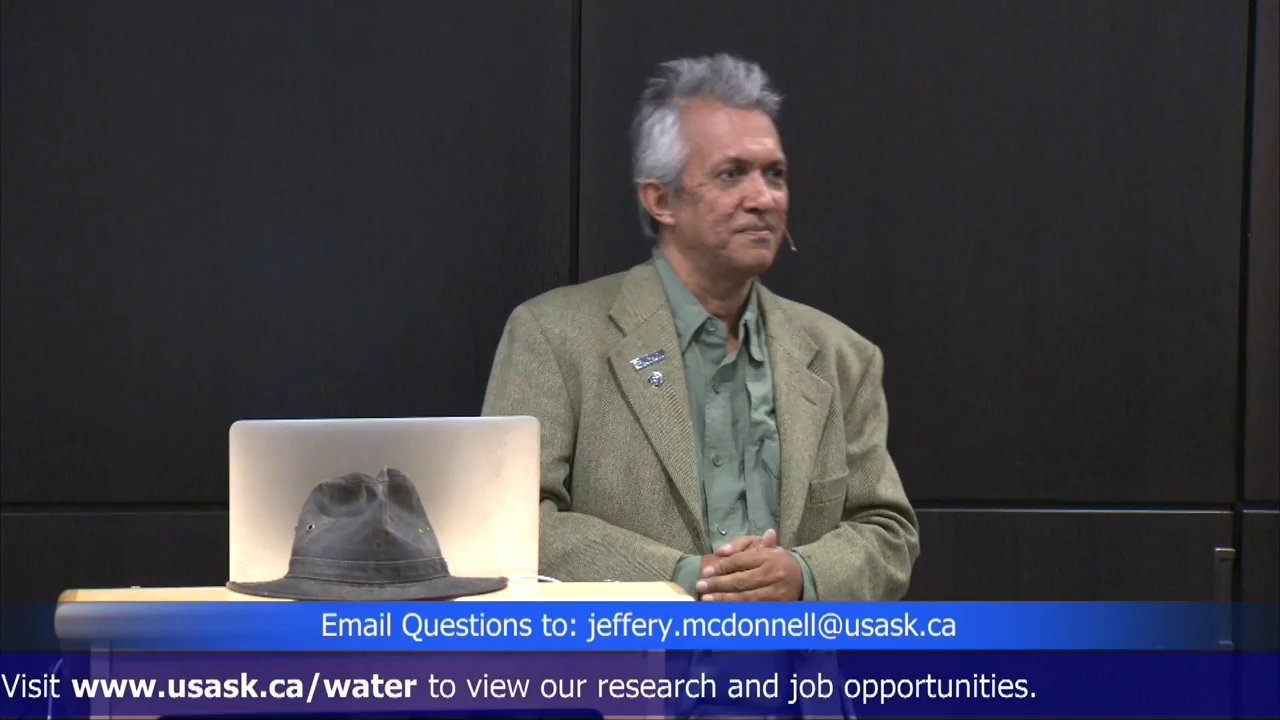 Email Questions to: jeffery.mcdonnell@usask.ca
Visit www.usask.ca/water to view our research and job opportunities.